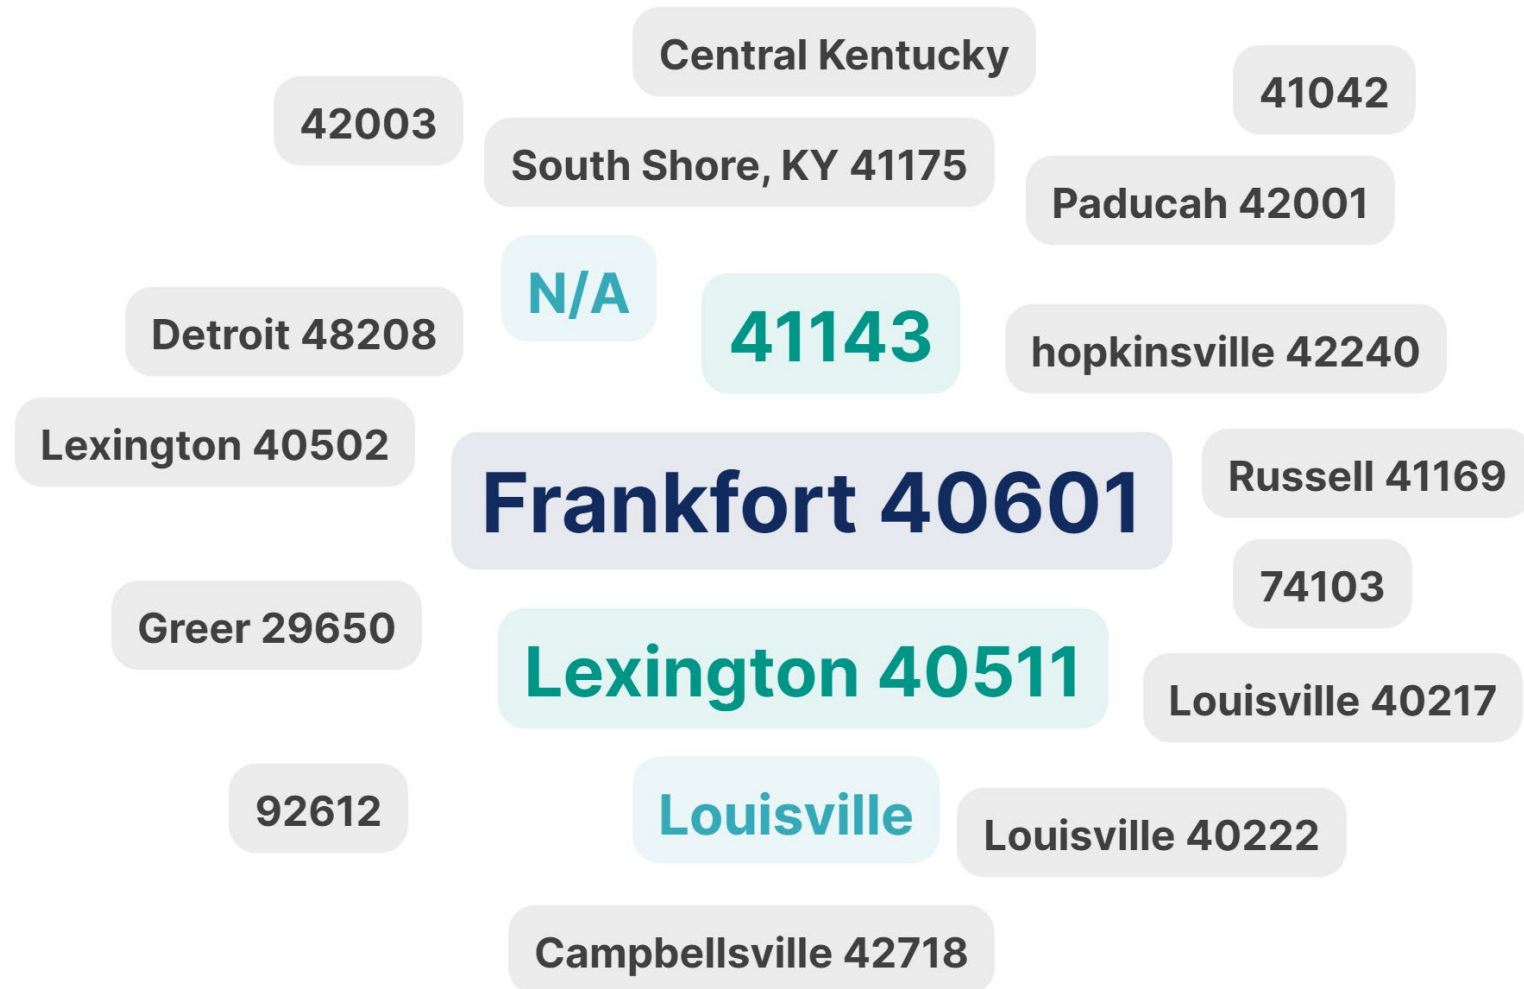 Central Kentucky
41042
42003
South Shore, KY 41175
Paducah 42001
N/A
41143
Detroit 48208
hopkinsville 42240
Lexington 40502
Frankfort 40601
Russell 41169
74103
Greer 29650
Lexington 40511
Louisville 40217
92612
Louisville
Louisville 40222
Campbellsville 42718